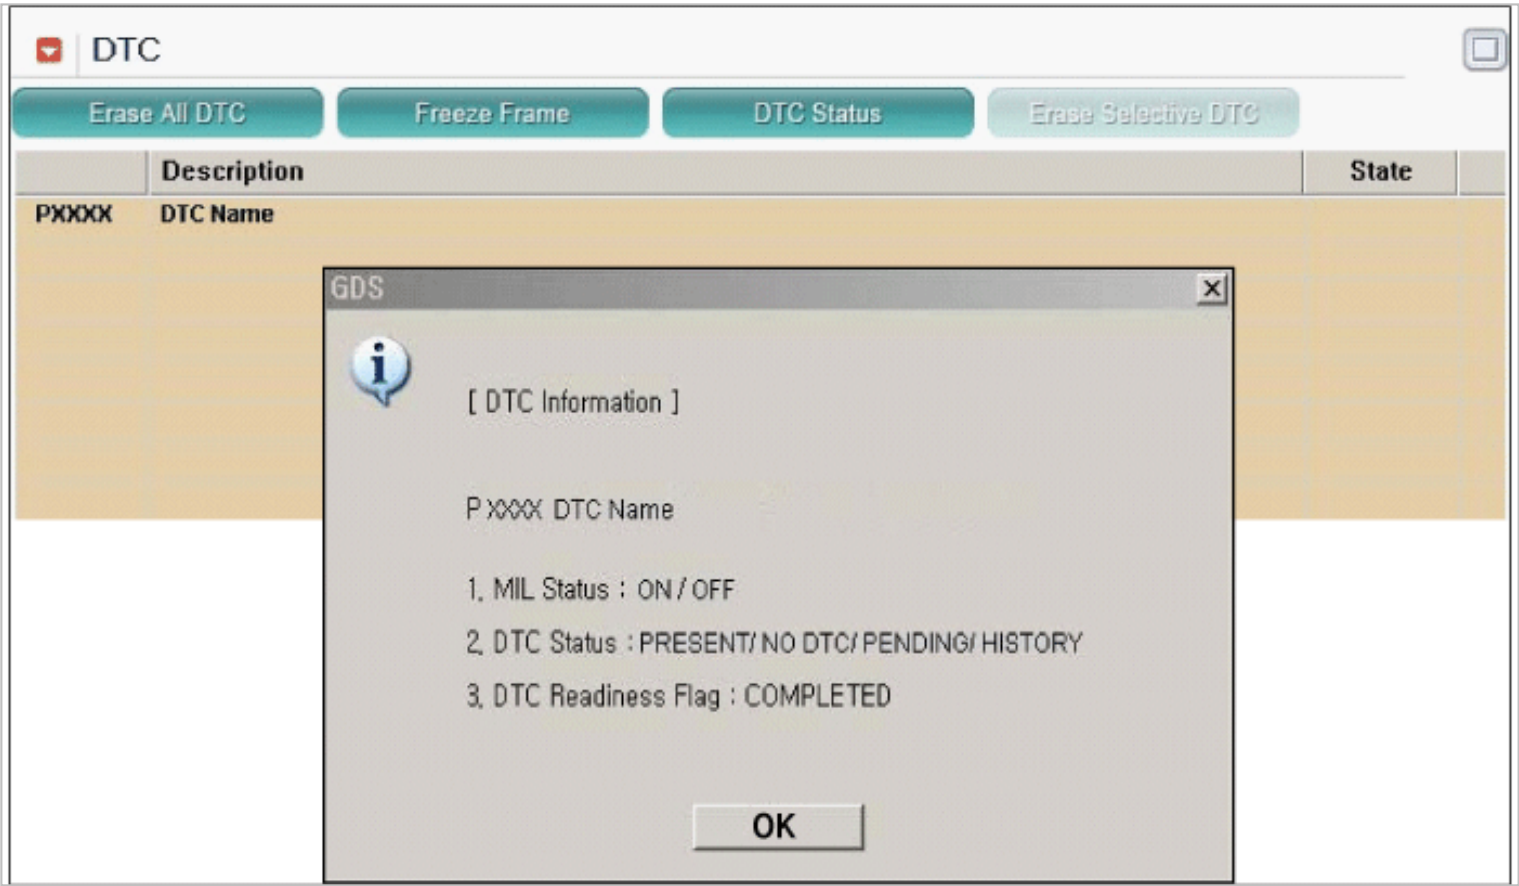 DTC
Erase All DTC Freeze Frame DTC Status Erase Selective DTC
Description State
PXXXX DTC Name
GDS
[ DTC Information ]
P XXXX DTC Name
1, MIL Status : ON / OFF
2, DTC Status : PRESENT/ NO DTC/ PENDING/ HISTORY
3, DTC Readiness Flag : COMPLETED
OK